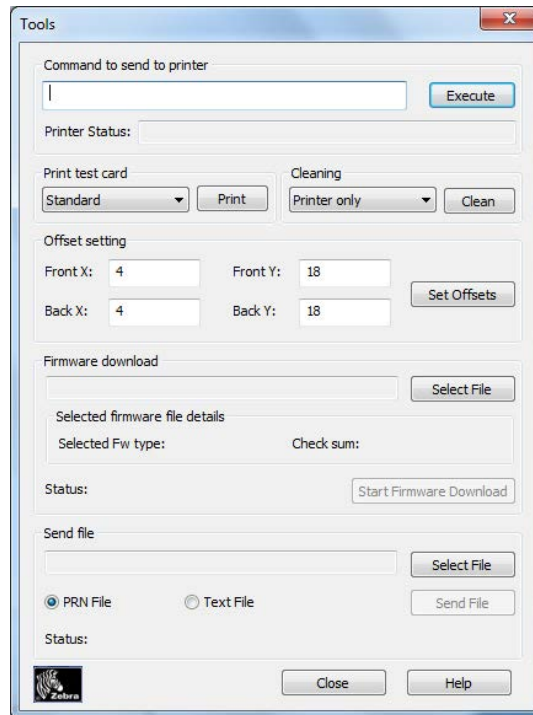 Tools
Command to send to printer
Execute
Printer Status:
Print test card
Cleaning
Standard Print Printer only Clean
Offset setting
Front X: 4 Front Y: 18
Set Offsets
Back X: 4 Back Y: 18
Firmware download
Select File
Selected firmware file details
Selected Fw type: Check sum:
Status: Start Firmware Download
Send file
Select File
PRN File Text File Send File
Status:
Zebra Close Help